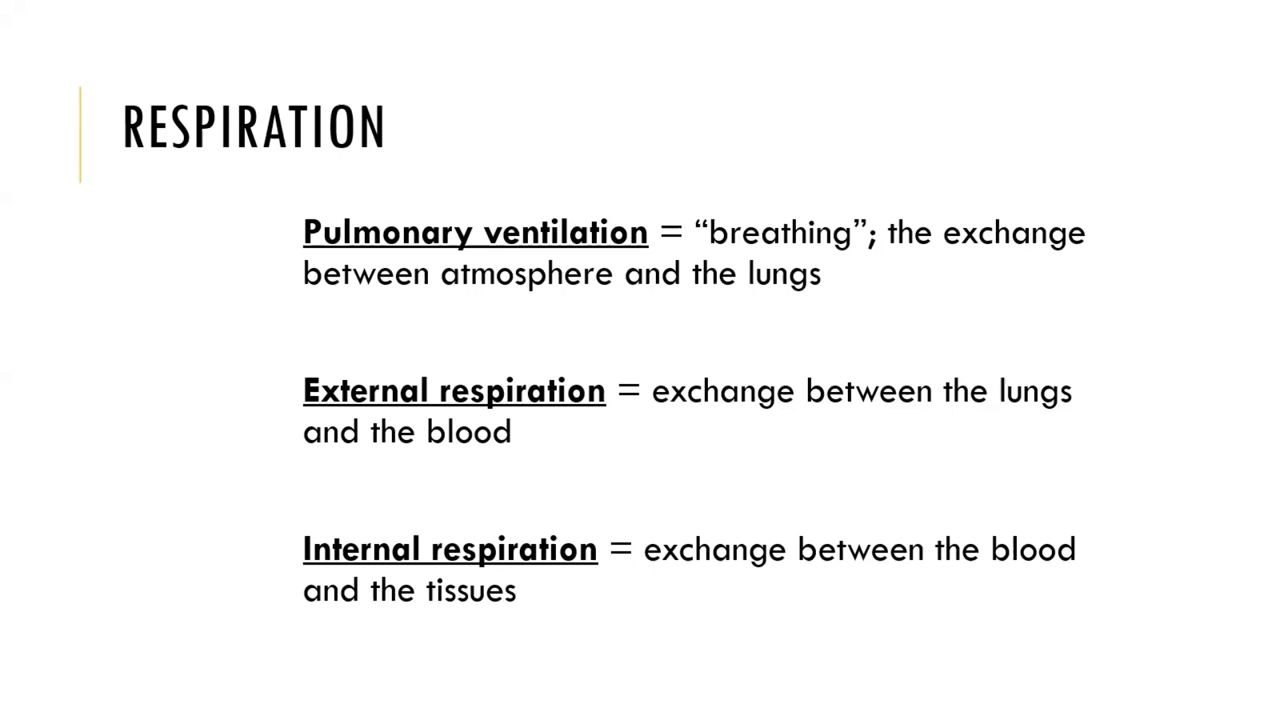 RESPIRATION
Pulmonary ventilation = “breathing”; the exchange
between atmosphere and the lungs
External respiration = exchange between the lungs
and the blood
Internal respiration = exchange between the blood
and the tissues